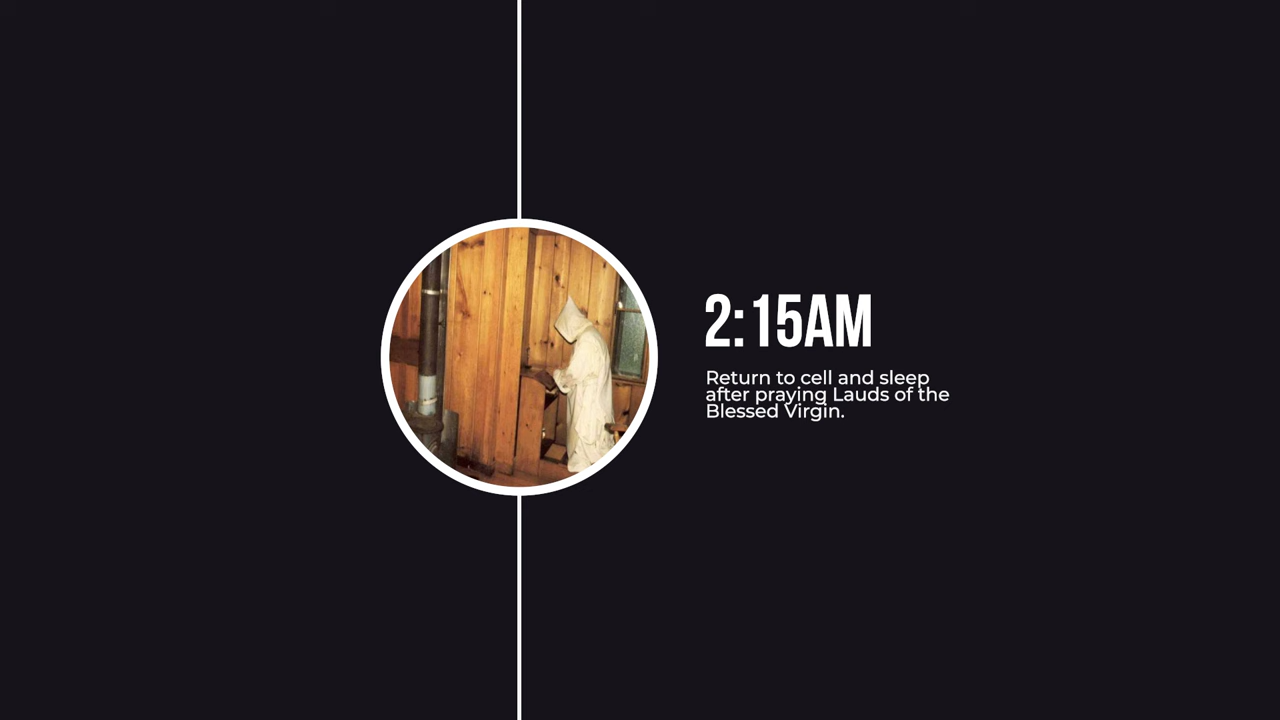 2:15AM
Return to cell and sleep
after praying Lauds of the
Blessed Virgin.